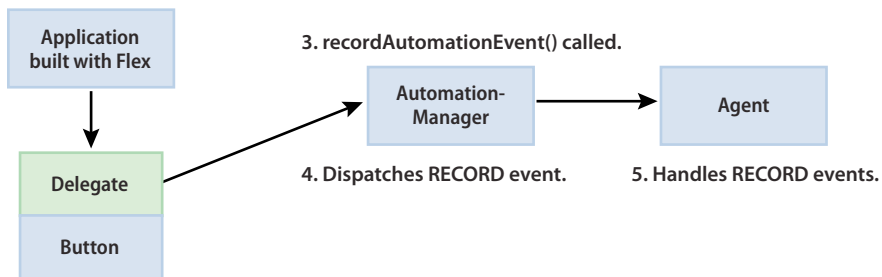 Application
built with Flex
3. recordAutomationEvent() called.
Automation-
Manager
Agent
Delegate
4. Dispatches RECORD event.
5. Handles RECORD events.
Button